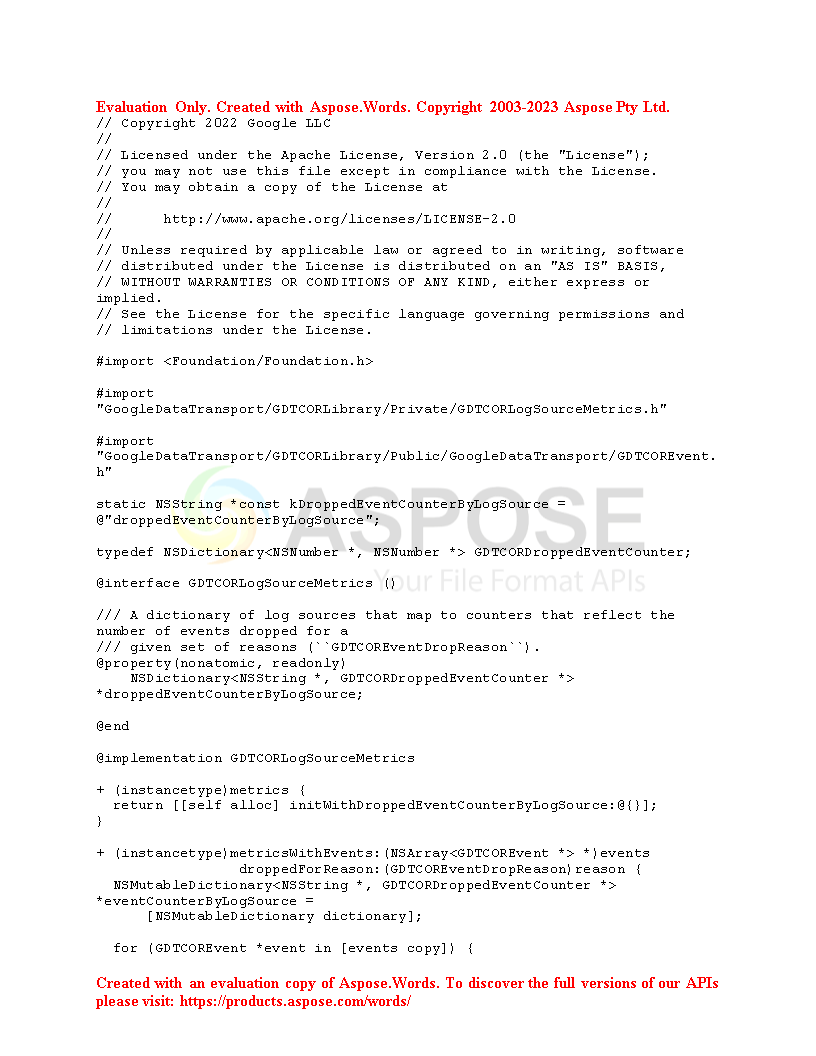 Evaluation Only. Created with Aspose.Words. Copyright 2003-2023 Aspose Pty Ltd.
// Copyright 2022 Google LLC
//
// Licensed under the Apache License, Version 2.0 (the "License");
// you may not use this file except in compliance with the License.
// You may obtain a copy of the License at
//
//      http://www.apache.org/licenses/LICENSE-2.0
//
// Unless required by applicable law or agreed to in writing, software
// distributed under the License is distributed on an "AS IS" BASIS,
// WITHOUT WARRANTIES OR CONDITIONS OF ANY KIND, either express or
implied.
// See the License for the specific language governing permissions and
// limitations under the License.

#import <Foundation/Foundation.h>

#import
"GoogleDataTransport/GDTCORLibrary/Private/GDTCORLogSourceMetrics.h"

#import
"GoogleDataTransport/GDTCORLibrary/Public/GoogleDataTransport/GDTCOREvent.
h"

static NSString *const kDroppedEventCounterByLogSource =
@"droppedEventCounterByLogSource";
ASPOSE

typedef NSDictionary<NSNumber *, NSNumber *> GDTCORDroppedEventCounter;

@interface GDTCORLogSourceMetrics ()
Your File Format APIs

/// A dictionary of log sources that map to counters that reflect the
number of events dropped for a
/// given set of reasons (``GDTCOREventDropReason``).
@property(nonatomic, readonly)
    NSDictionary<NSString *, GDTCORDroppedEventCounter *>
*droppedEventCounterByLogSource;

@end

@implementation GDTCORLogSourceMetrics

+ (instancetype)metrics {
  return [[self alloc] initWithDroppedEventCounterByLogSource:@{}];
}

+ (instancetype)metricsWithEvents:(NSArray<GDTCOREvent *> *)events
                 droppedForReason:(GDTCOREventDropReason)reason {
  NSMutableDictionary<NSString *, GDTCORDroppedEventCounter *>
*eventCounterByLogSource =
      [NSMutableDictionary dictionary];

  for (GDTCOREvent *event in [events copy]) {

Created with an evaluation copy of Aspose.Words. To discover the full versions of our APIs
please visit: https://products.aspose.com/words/